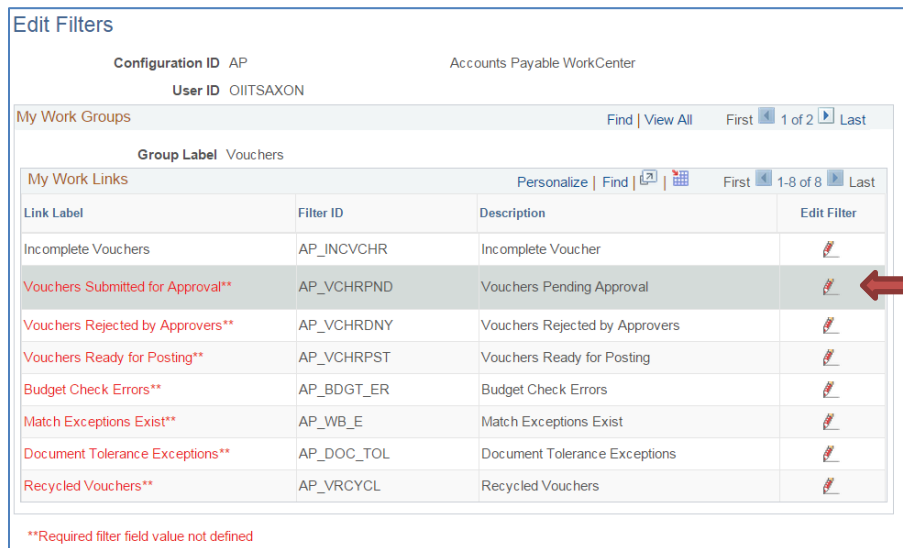 Edit Filters
Configuration ID AP Accounts Payable WorkCenter
User ID OIITSAXON
My Work Groups Find | View All First 1 of 2 Last
Group Label Vouchers
My Work Links Personalize | Find | | First 1-8 of 8 Last
Link Label Filter ID Description Edit Filter
Incomplete Vouchers AP_INCVCHR Incomplete Voucher
Vouchers Submitted for Approval** AP_VCHRPND Vouchers Pending Approval
Vouchers Rejected by Approvers** AP_VCHRDNY Vouchers Rejected by Approvers
Vouchers Ready for Posting** AP_VCHRPST Vouchers Ready for Posting
Budget Check Errors** AP_BDGT_ER Budget Check Errors
Match Exceptions Exist** AP_WB_E Match Exceptions Exist
Document Tolerance Exceptions** AP_DOC_TOL Document Tolerance Exceptions
Recycled Vouchers** AP_VRCYCL Recycled Vouchers
**Required filter field value not defined